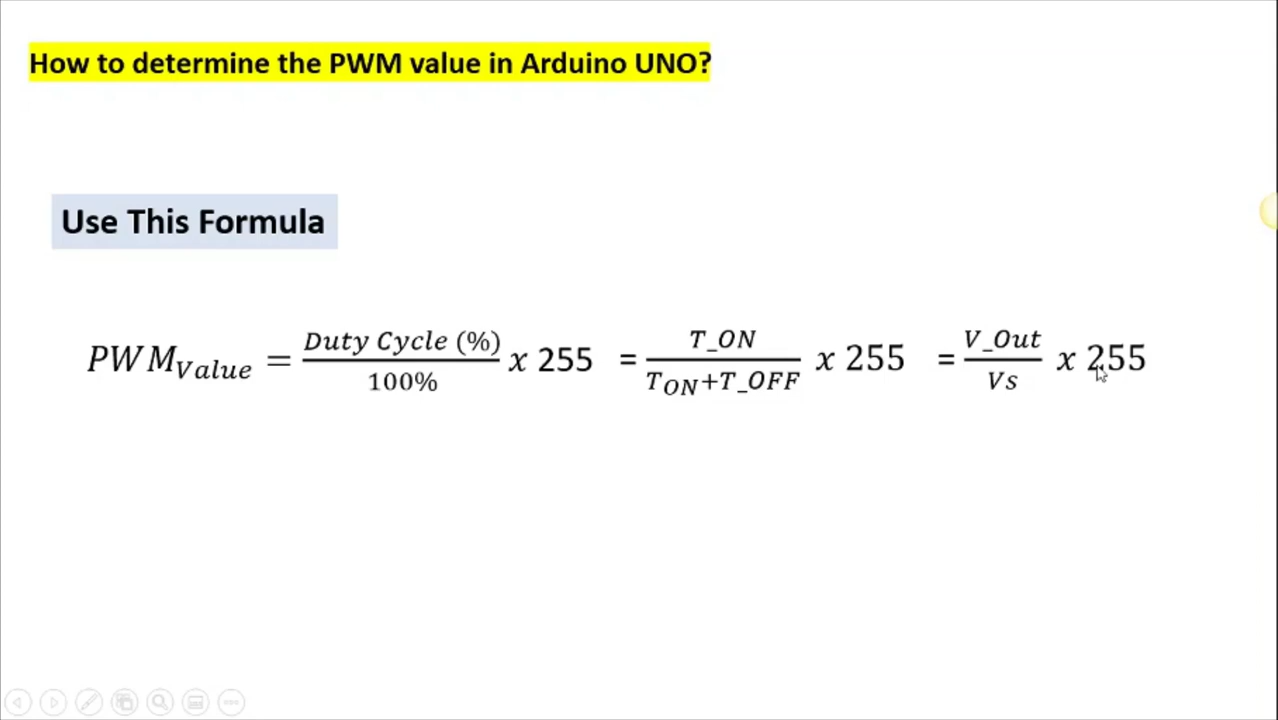 How to determine the PWM value in Arduino UNO?
Use This Formula
PWM_Value = Duty Cycle (%) / 100% x 255 = T_ON / T_ON+T_OFF x 255 = V_Out / Vs x 255